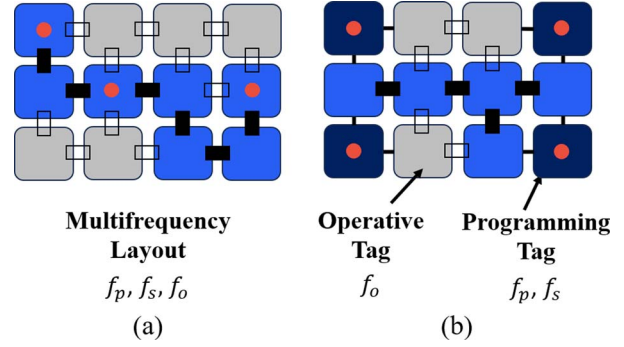 Multifrequency
Layout
fₚ, fₛ, fₒ
(a)
Operative
Tag
fₒ
Programming
Tag
fₚ, fₛ
(b)